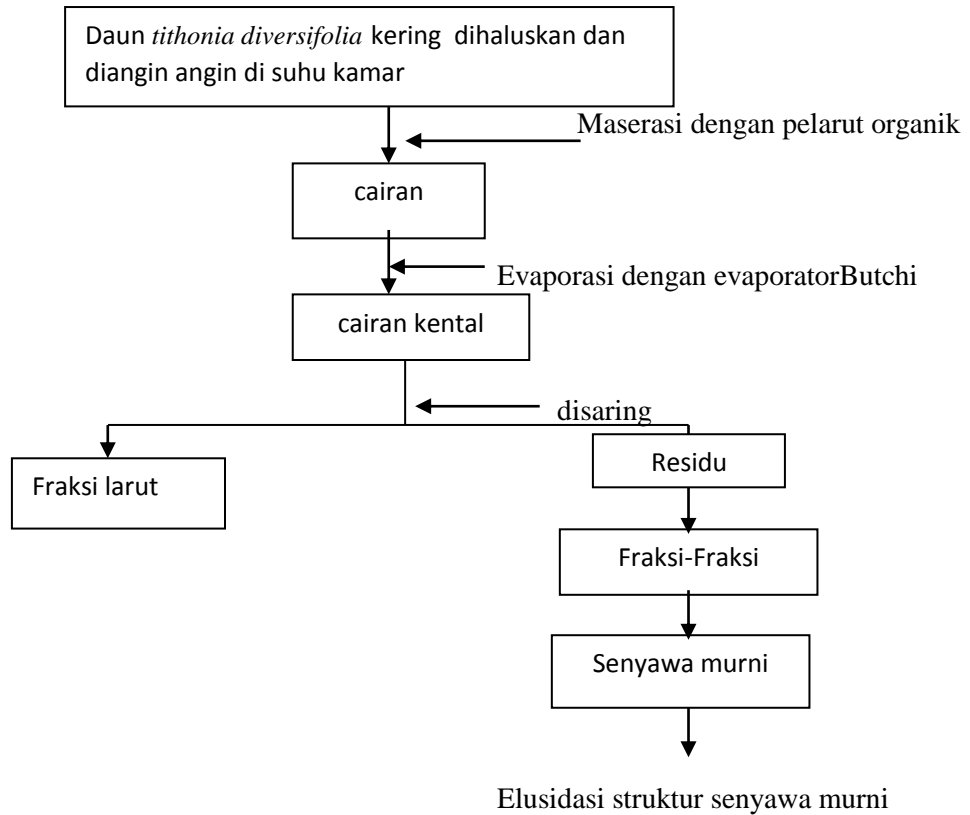 Daun tithonia diversifolia kering dihaluskan dan
diangin angin di suhu kamar
Maserasi dengan pelarut organik
cairan
Evaporasi dengan evaporatorButchi
cairan kental
disaring
Residu
Fraksi larut
Fraksi-Fraksi
Senyawa murni
Elusidasi struktur senyawa murni